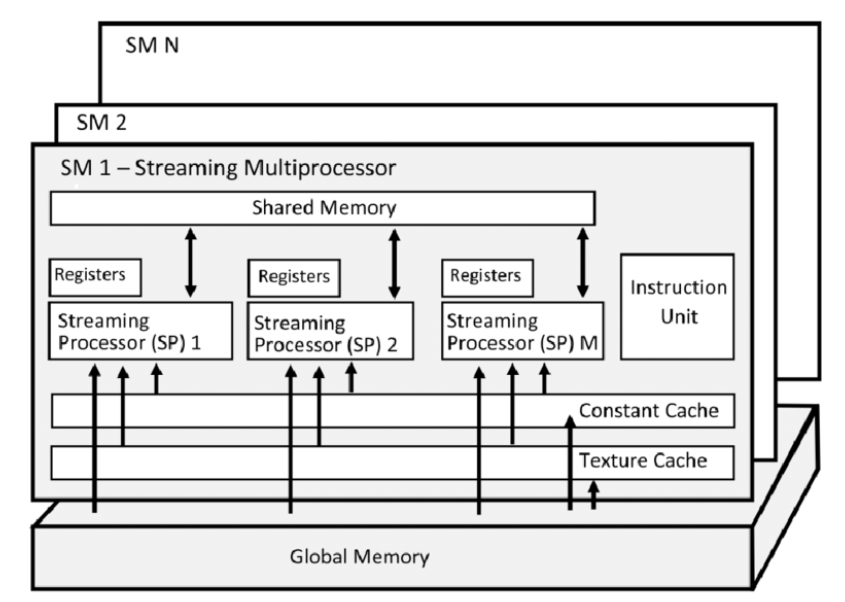 SM N
SM 2
SM 1 – Streaming Multiprocessor
Shared Memory
Registers
Registers
Registers
Streaming
Processor (SP) 1
Streaming
Processor (SP) 2
Streaming
Processor (SP) M
Instruction
Unit
Constant Cache
Texture Cache
Global Memory